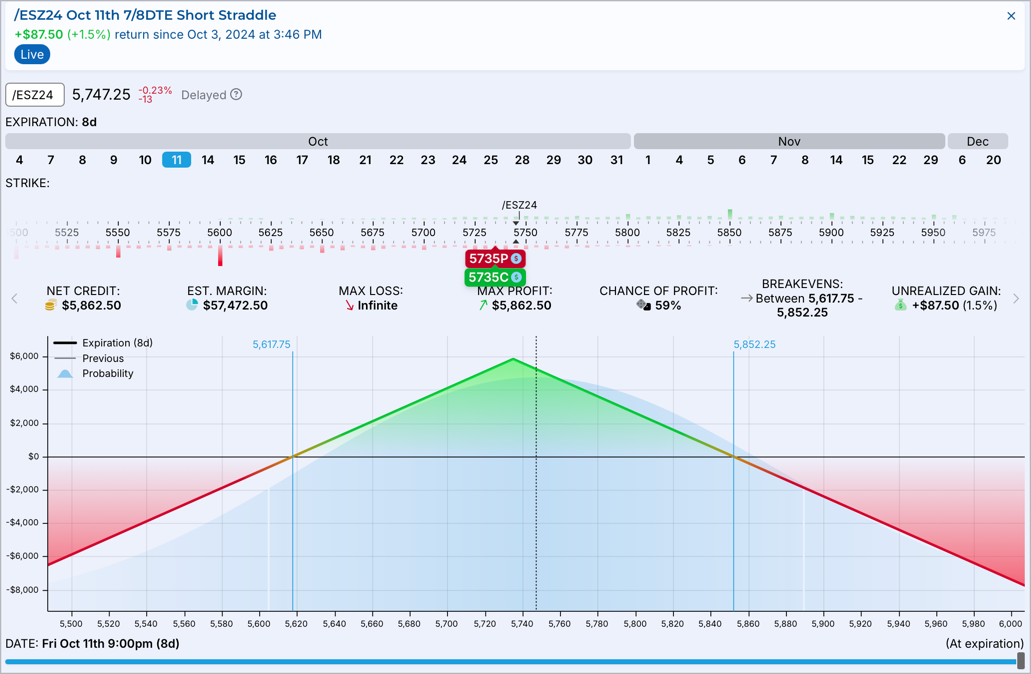 /ESZ24 Oct 11th 7/8DTE Short Straddle
+$87.50 (+1.5%) return since Oct 3, 2024 at 3:46 PM
Live
/ESZ24 5,747.25 -0.23% -13 Delayed
EXPIRATION: 8d
Oct Nov Dec
4 7 8 9 10 11 14 15 16 17 18 21 22 23 24 25 28 29 30 31 1 4 5 6 7 8 14 15 22 29 6 20
STRIKE:
/ESZ24
500 5525 5550 5575 5600 5625 5650 5675 5700 5725 5750 5775 5800 5825 5850 5875 5900 5925 5950 5975
5735P $
5735C $
NET CREDIT: EST. MARGIN: MAX LOSS: MAX PROFIT: CHANCE OF PROFIT: BREAKEVENS: UNREALIZED GAIN:
$5,862.50 $57,472.50 Infinite $5,862.50 59% Between 5,617.75 - +$87.50 (1.5%)
5,852.25
Expiration (8d)
Previous
Probability
5,617.75 5,852.25
$6,000
$4,000
$2,000
$0
-$2,000
-$4,000
-$6,000
-$8,000
5,500 5,520 5,540 5,560 5,580 5,600 5,620 5,640 5,660 5,680 5,700 5,720 5,740 5,760 5,780 5,800 5,820 5,840 5,860 5,880 5,900 5,920 5,940 5,960 5,980 6,000
DATE: Fri Oct 11th 9:00pm (8d) (At expiration)